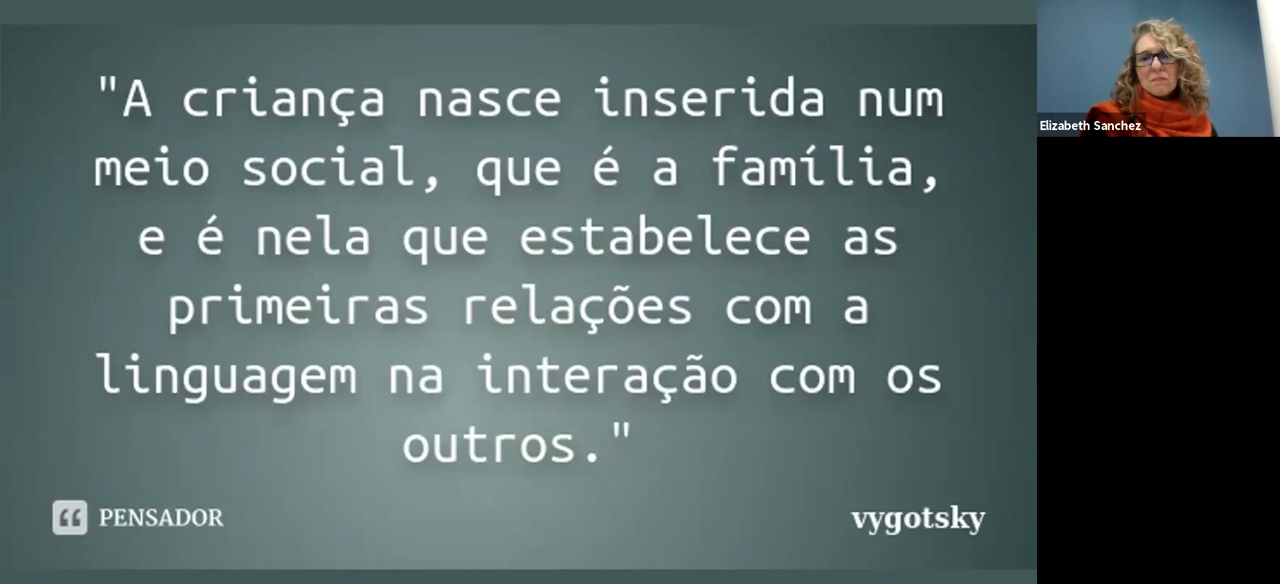 "A criança nasce inserida num
meio social, que é a família,
e é nela que estabelece as
primeiras relações com a
linguagem na interação com os
outros."
PENSADOR
vygotsky
Elizabeth Sanchez